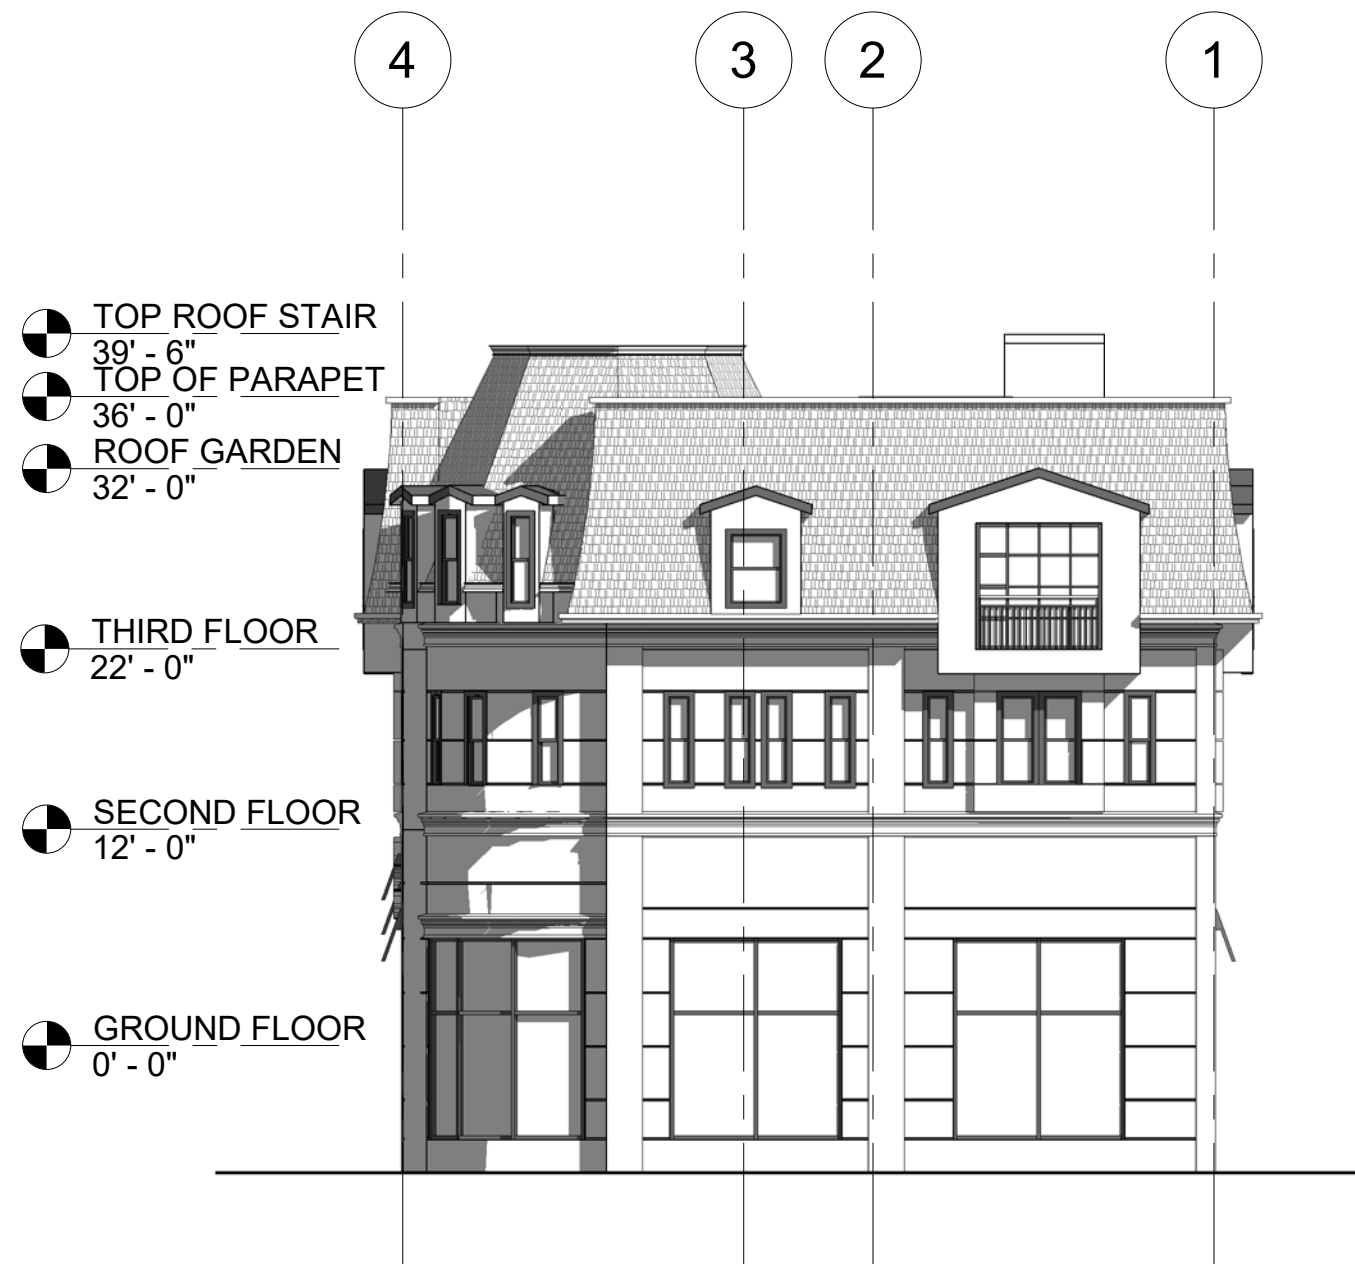 4 3 2 1
TOP ROOF STAIR
39' - 6"
TOP OF PARAPET
36' - 0"
ROOF GARDEN
32' - 0"
THIRD FLOOR
22' - 0"
SECOND FLOOR
12' - 0"
GROUND FLOOR
0' - 0"